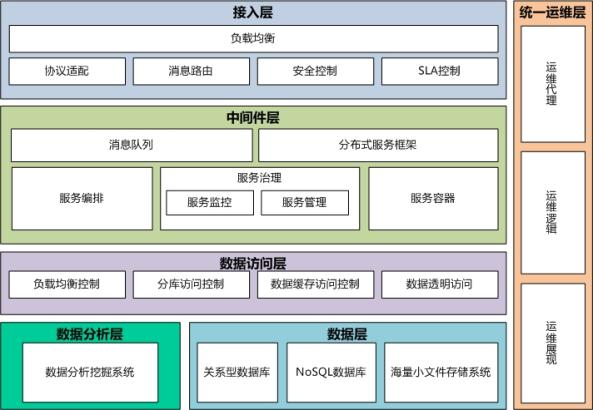 接入层
负载均衡
协议适配
消息路由
安全控制
SLA控制
中间件层
消息队列
分布式服务框架
服务编排
服务治理
服务监控
服务管理
服务容器
数据访问层
负载均衡控制
分库访问控制
数据缓存访问控制
数据透明访问
数据分析层
数据分析挖掘系统
数据层
关系型数据库
NoSQL数据库
海量小文件存储系统
统一运维层
运维代理
运维逻辑
运维展现